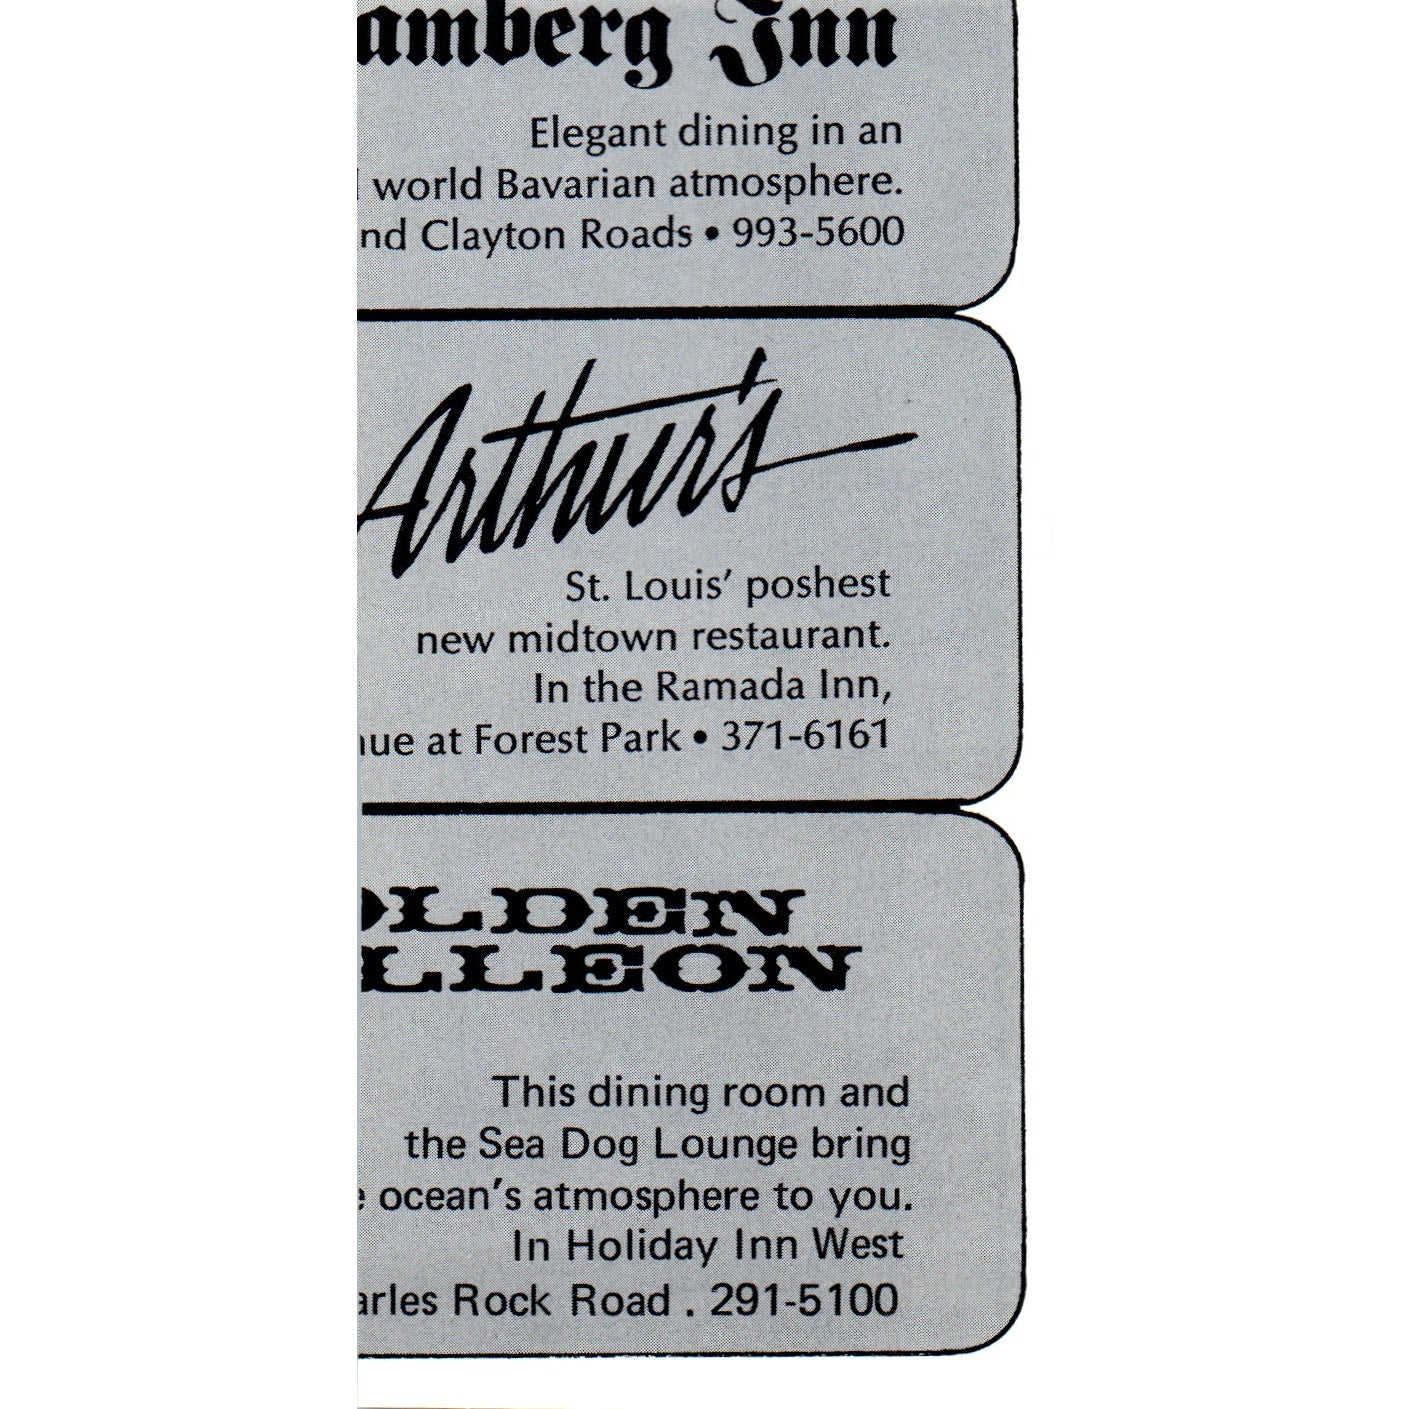 amberg Inn
Elegant dining in an
world Bavarian atmosphere.
nd Clayton Roads • 993-5600
Arthur's
St. Louis' poshest
new midtown restaurant.
In the Ramada Inn,
nue at Forest Park • 371-6161
OLDEN
LLEON
This dining room and
the Sea Dog Lounge bring
e ocean's atmosphere to you.
In Holiday Inn West
arles Rock Road . 291-5100